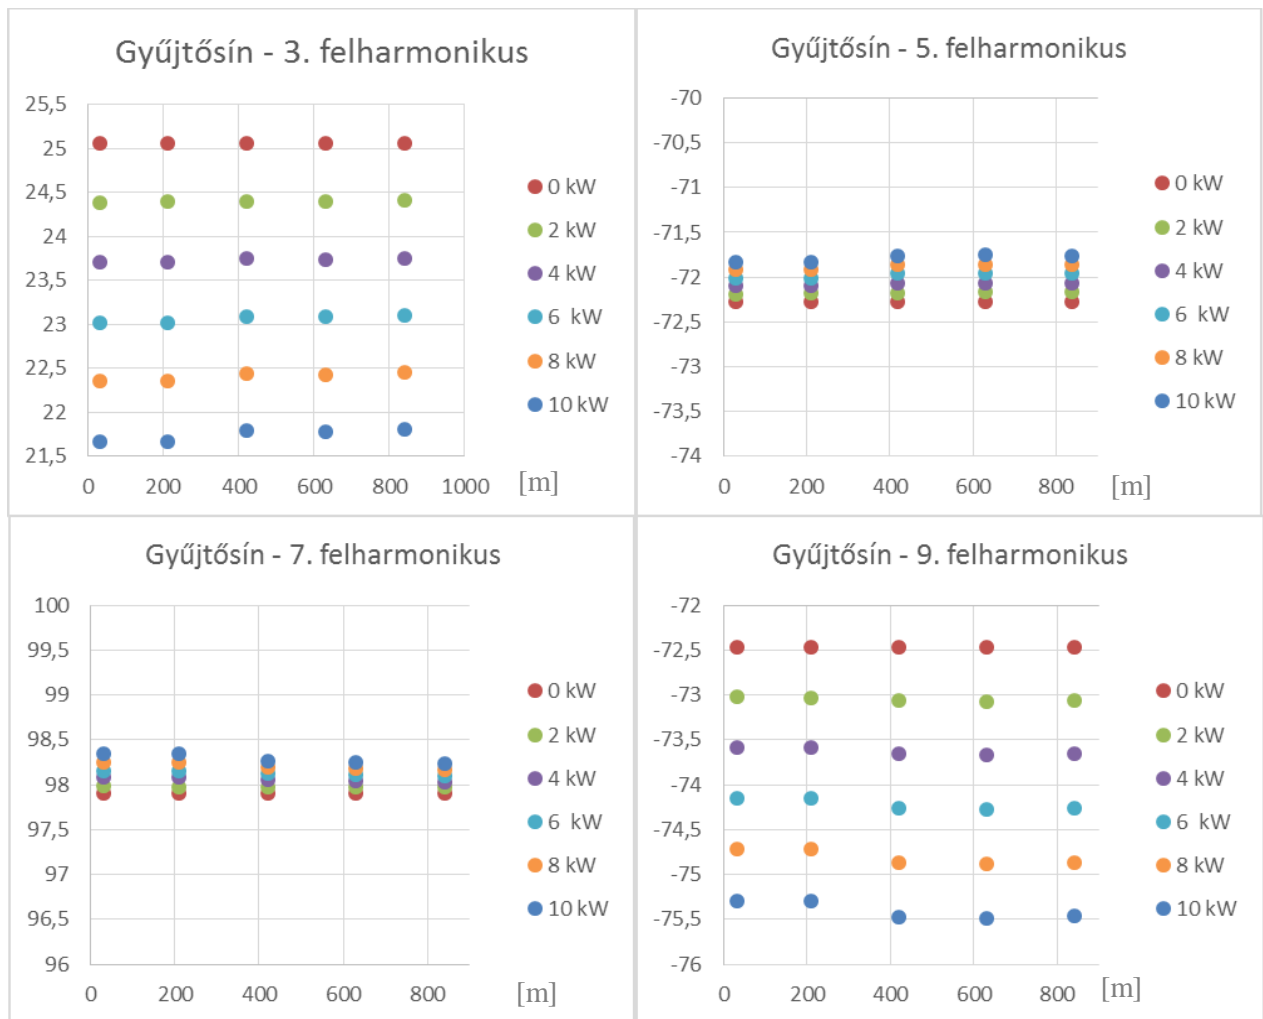 Gyűjtősín - 3. felharmonikus
25,5
25
24,5
24
23,5
23
22,5
22
21,5
0 200 400 600 800 1000 [m]
0 kW
2 kW
4 kW
6 kW
8 kW
10 kW
Gyűjtősín - 5. felharmonikus
-70
-70,5
-71
-71,5
-72
-72,5
-73
-73,5
-74
0 200 400 600 800 [m]
0 kW
2 kW
4 kW
6 kW
8 kW
10 kW
Gyűjtősín - 7. felharmonikus
100
99,5
99
98,5
98
97,5
97
96,5
96
0 200 400 600 800 [m]
0 kW
2 kW
4 kW
6 kW
8 kW
10 kW
Gyűjtősín - 9. felharmonikus
-72
-72,5
-73
-73,5
-74
-74,5
-75
-75,5
-76
0 200 400 600 800 [m]
0 kW
2 kW
4 kW
6 kW
8 kW
10 kW